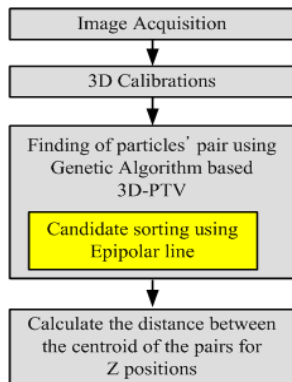 Image Acquisition
3D Calibrations
Finding of particles' pair using
Genetic Algorithm based
3D-PTV
Candidate sorting using
Epipolar line
Calculate the distance between
the centroid of the pairs for
Z positions